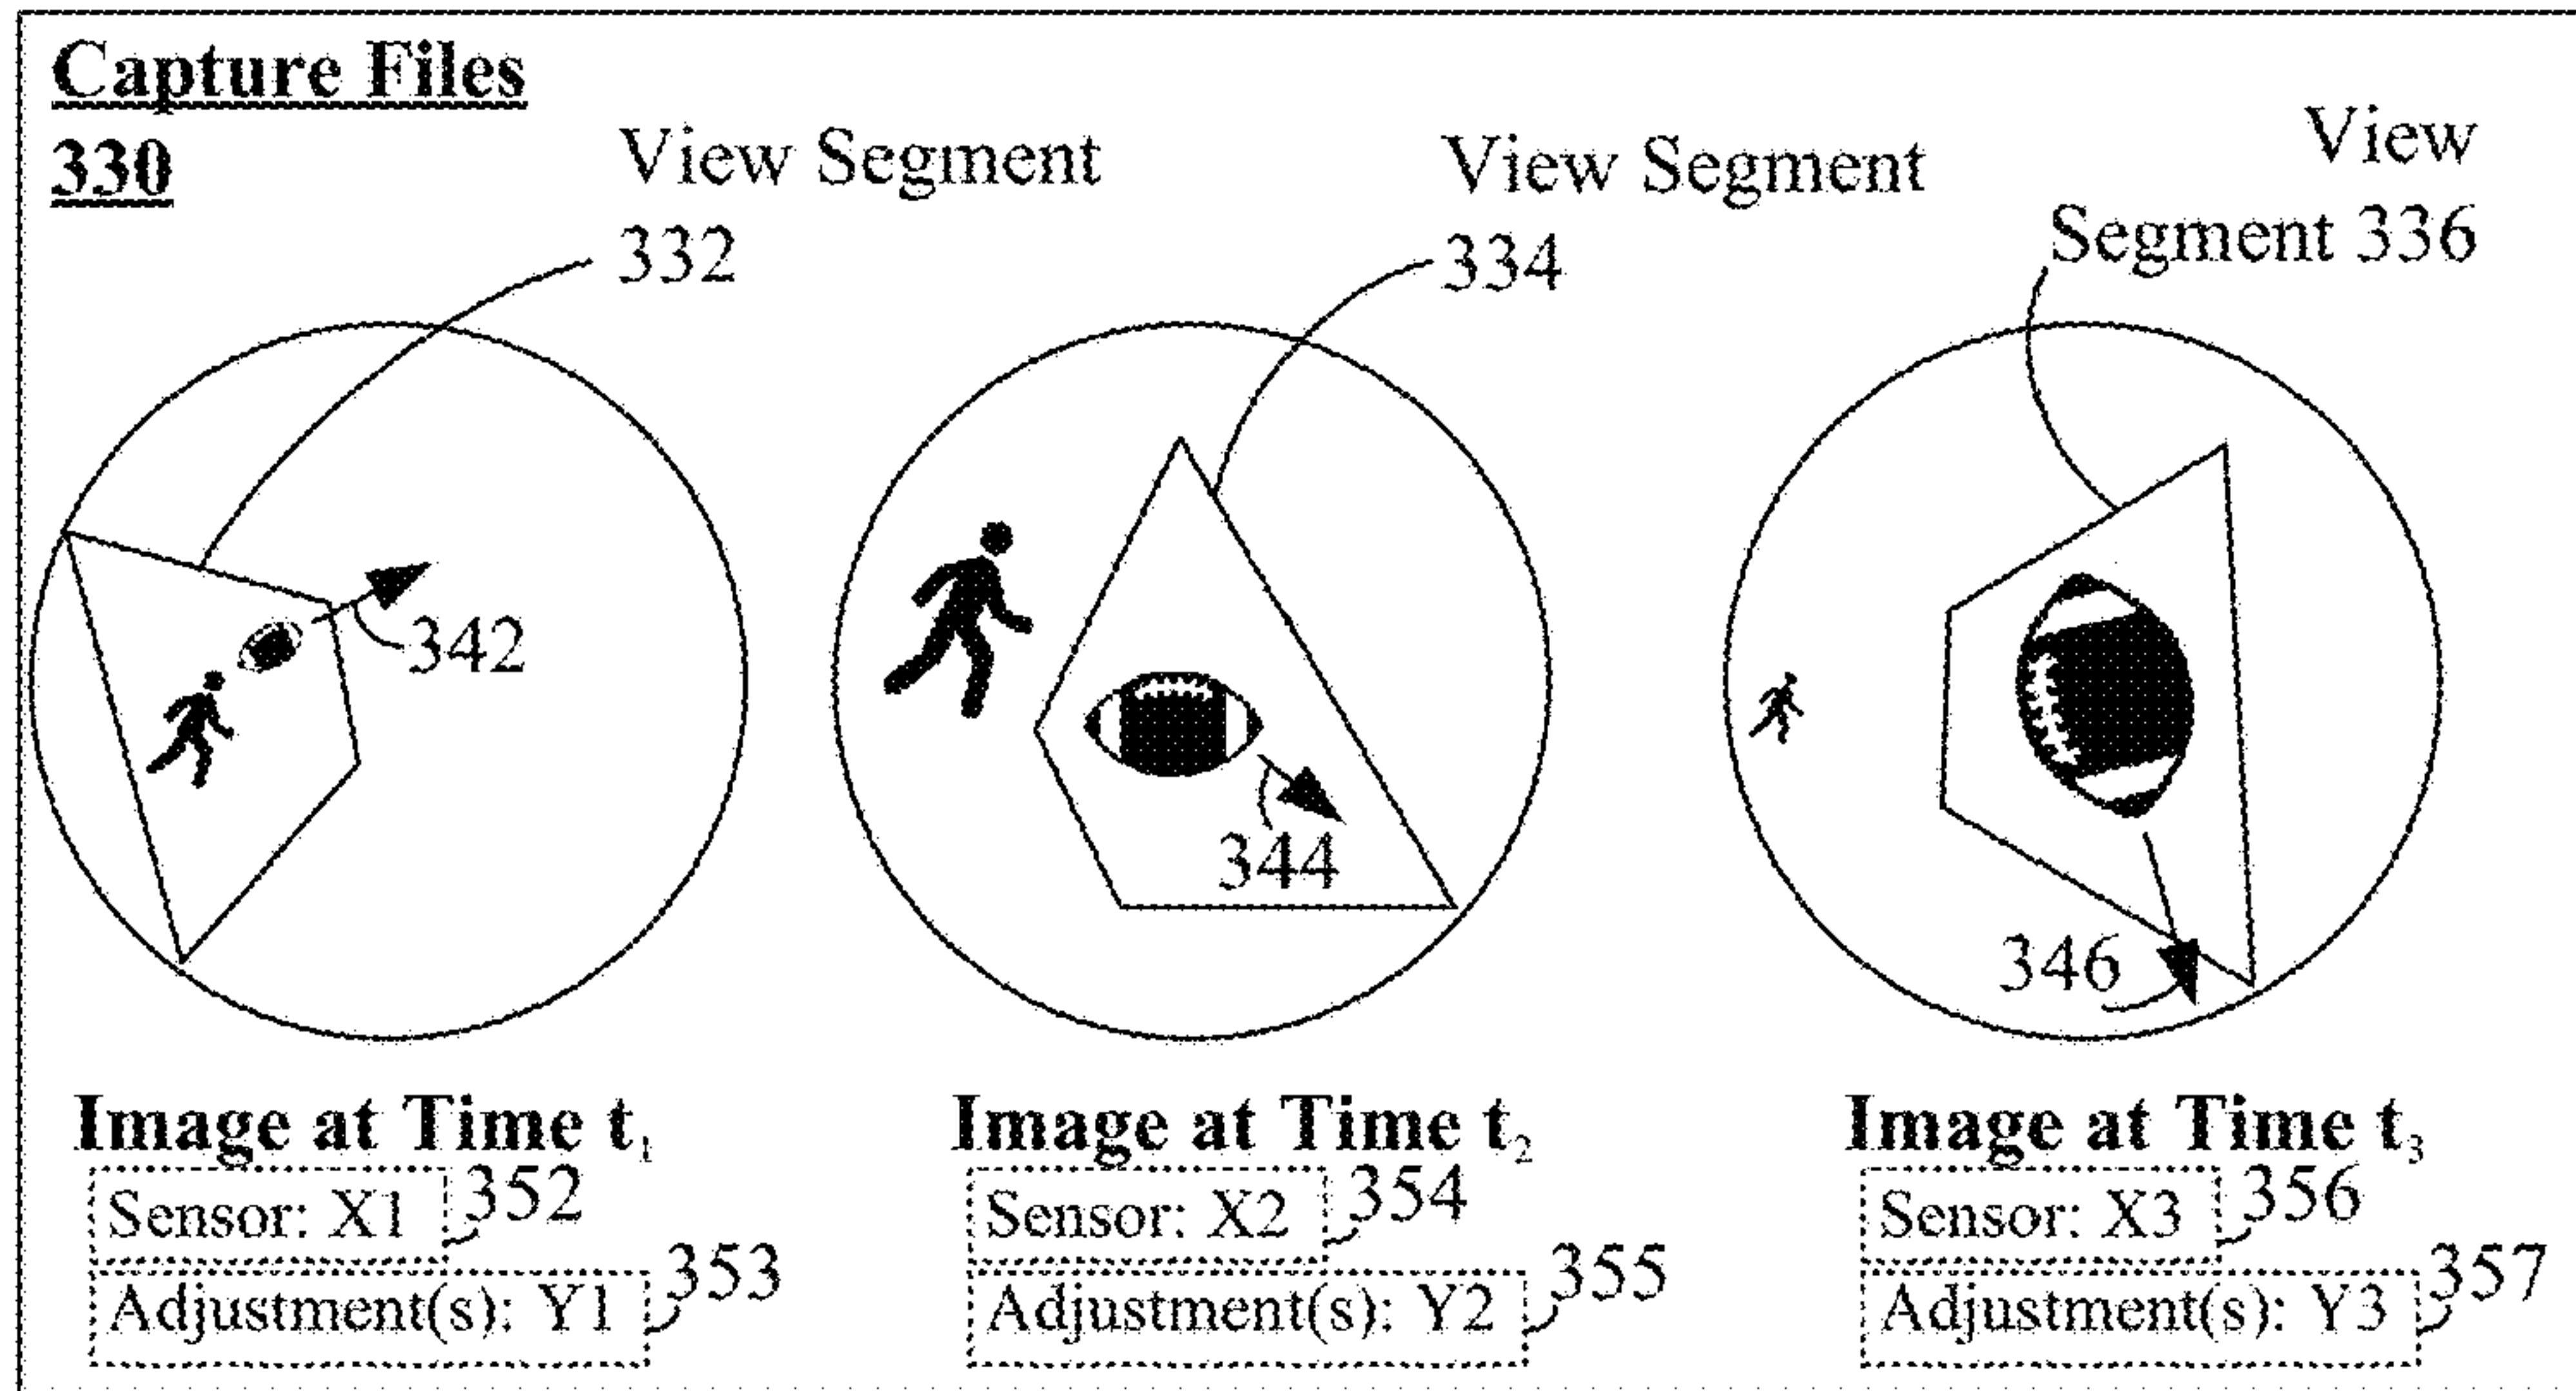 Capture Files
330
View Segment
332
View Segment
334
View
Segment 336
342
344
346
Image at Time t₁
Sensor: X1
352
Adjustment(s): Y1
353
Image at Time t₂
Sensor: X2
354
Adjustment(s): Y2
355
Image at Time t₃
Sensor: X3
356
Adjustment(s): Y3
357